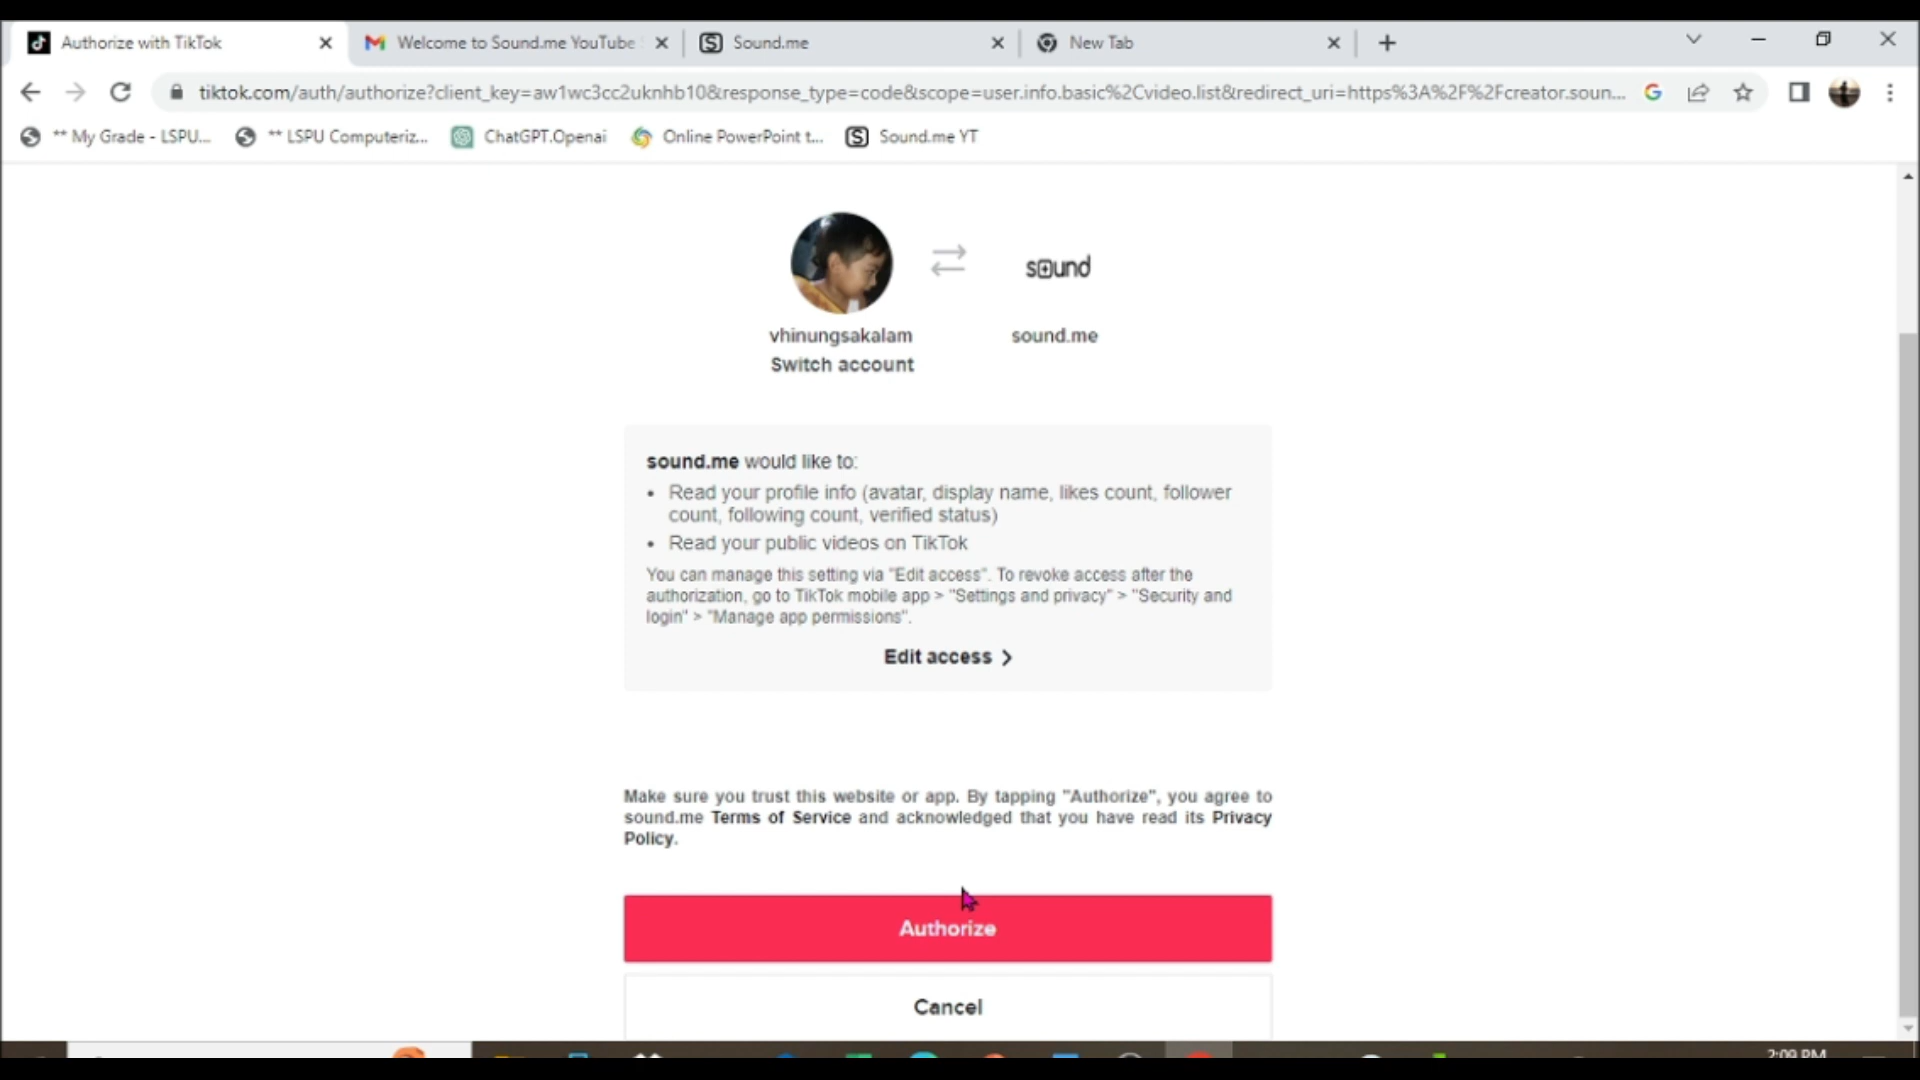 Authorize with TikTok
Welcome to Sound.me YouTube
Sound.me
New Tab
tiktok.com/auth/authorize?client_key=aw1wc3cc2uknhb10&response_type=code&scope=user.info.basic%2Cvideo.list&redirect_uri=https%3A%2F%2Fcreator.soun...
** My Grade - LSPU...
** LSPU Computeriz...
ChatGPT.Openai
Online PowerPoint t...
Sound.me YT
sound
vhinungsakalam
sound.me
Switch account
sound.me would like to:
• Read your profile info (avatar, display name, likes count, follower
count, following count, verified status)
• Read your public videos on TikTok
You can manage this setting via "Edit access". To revoke access after the
authorization, go to TikTok mobile app > "Settings and privacy" > "Security and
login" > "Manage app permissions".
Edit access >
Make sure you trust this website or app. By tapping "Authorize", you agree to
sound.me Terms of Service and acknowledged that you have read its Privacy
Policy.
Authorize
Cancel
2:09 PM